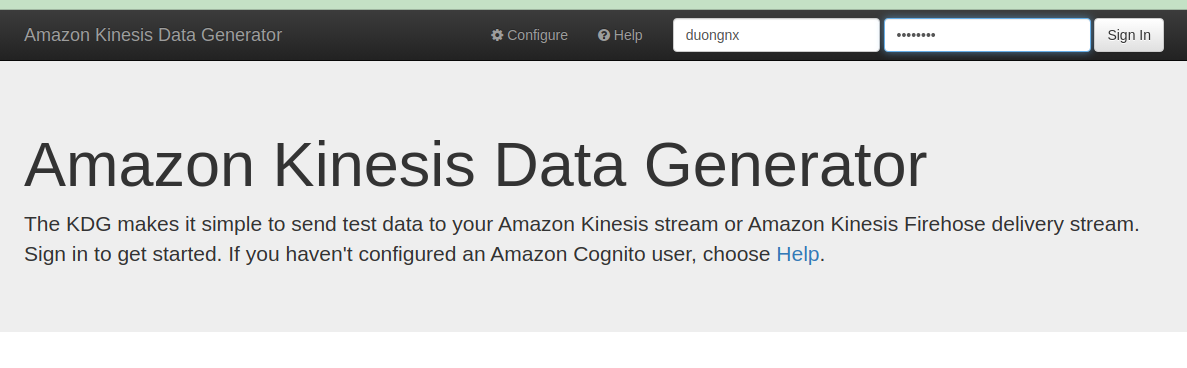 Amazon Kinesis Data Generator Configure Help duongnx •••••••• Sign In
Amazon Kinesis Data Generator
The KDG makes it simple to send test data to your Amazon Kinesis stream or Amazon Kinesis Firehose delivery stream.
Sign in to get started. If you haven't configured an Amazon Cognito user, choose Help.